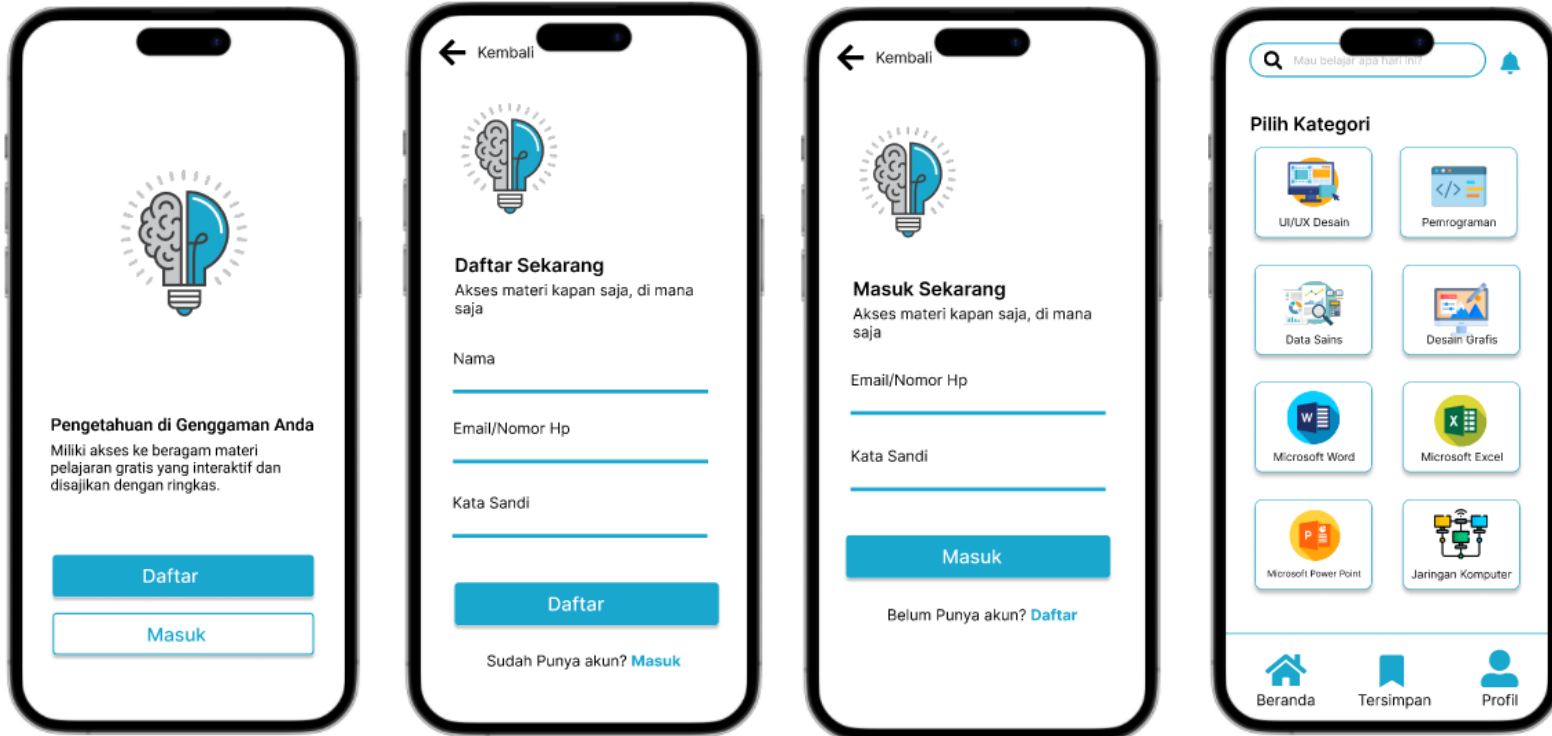 Pengetahuan di Genggaman Anda
Miliki akses ke beragam materi
pelajaran gratis yang interaktif dan
disajikan dengan ringkas.
Daftar
Masuk
Kembali
Daftar Sekarang
Akses materi kapan saja, di mana
saja
Nama
Email/Nomor Hp
Kata Sandi
Daftar
Sudah Punya akun? Masuk
Kembali
Masuk Sekarang
Akses materi kapan saja, di mana
saja
Email/Nomor Hp
Kata Sandi
Masuk
Belum Punya akun? Daftar
Mau belajar apa hari ini?
Pilih Kategori
UI/UX Desain
</> 
Pemrograman
Data Sains
Desain Grafis
W
Microsoft Word
X
Microsoft Excel
P
Microsoft Power Point
Jaringan Komputer
Beranda
Tersimpan
Profil